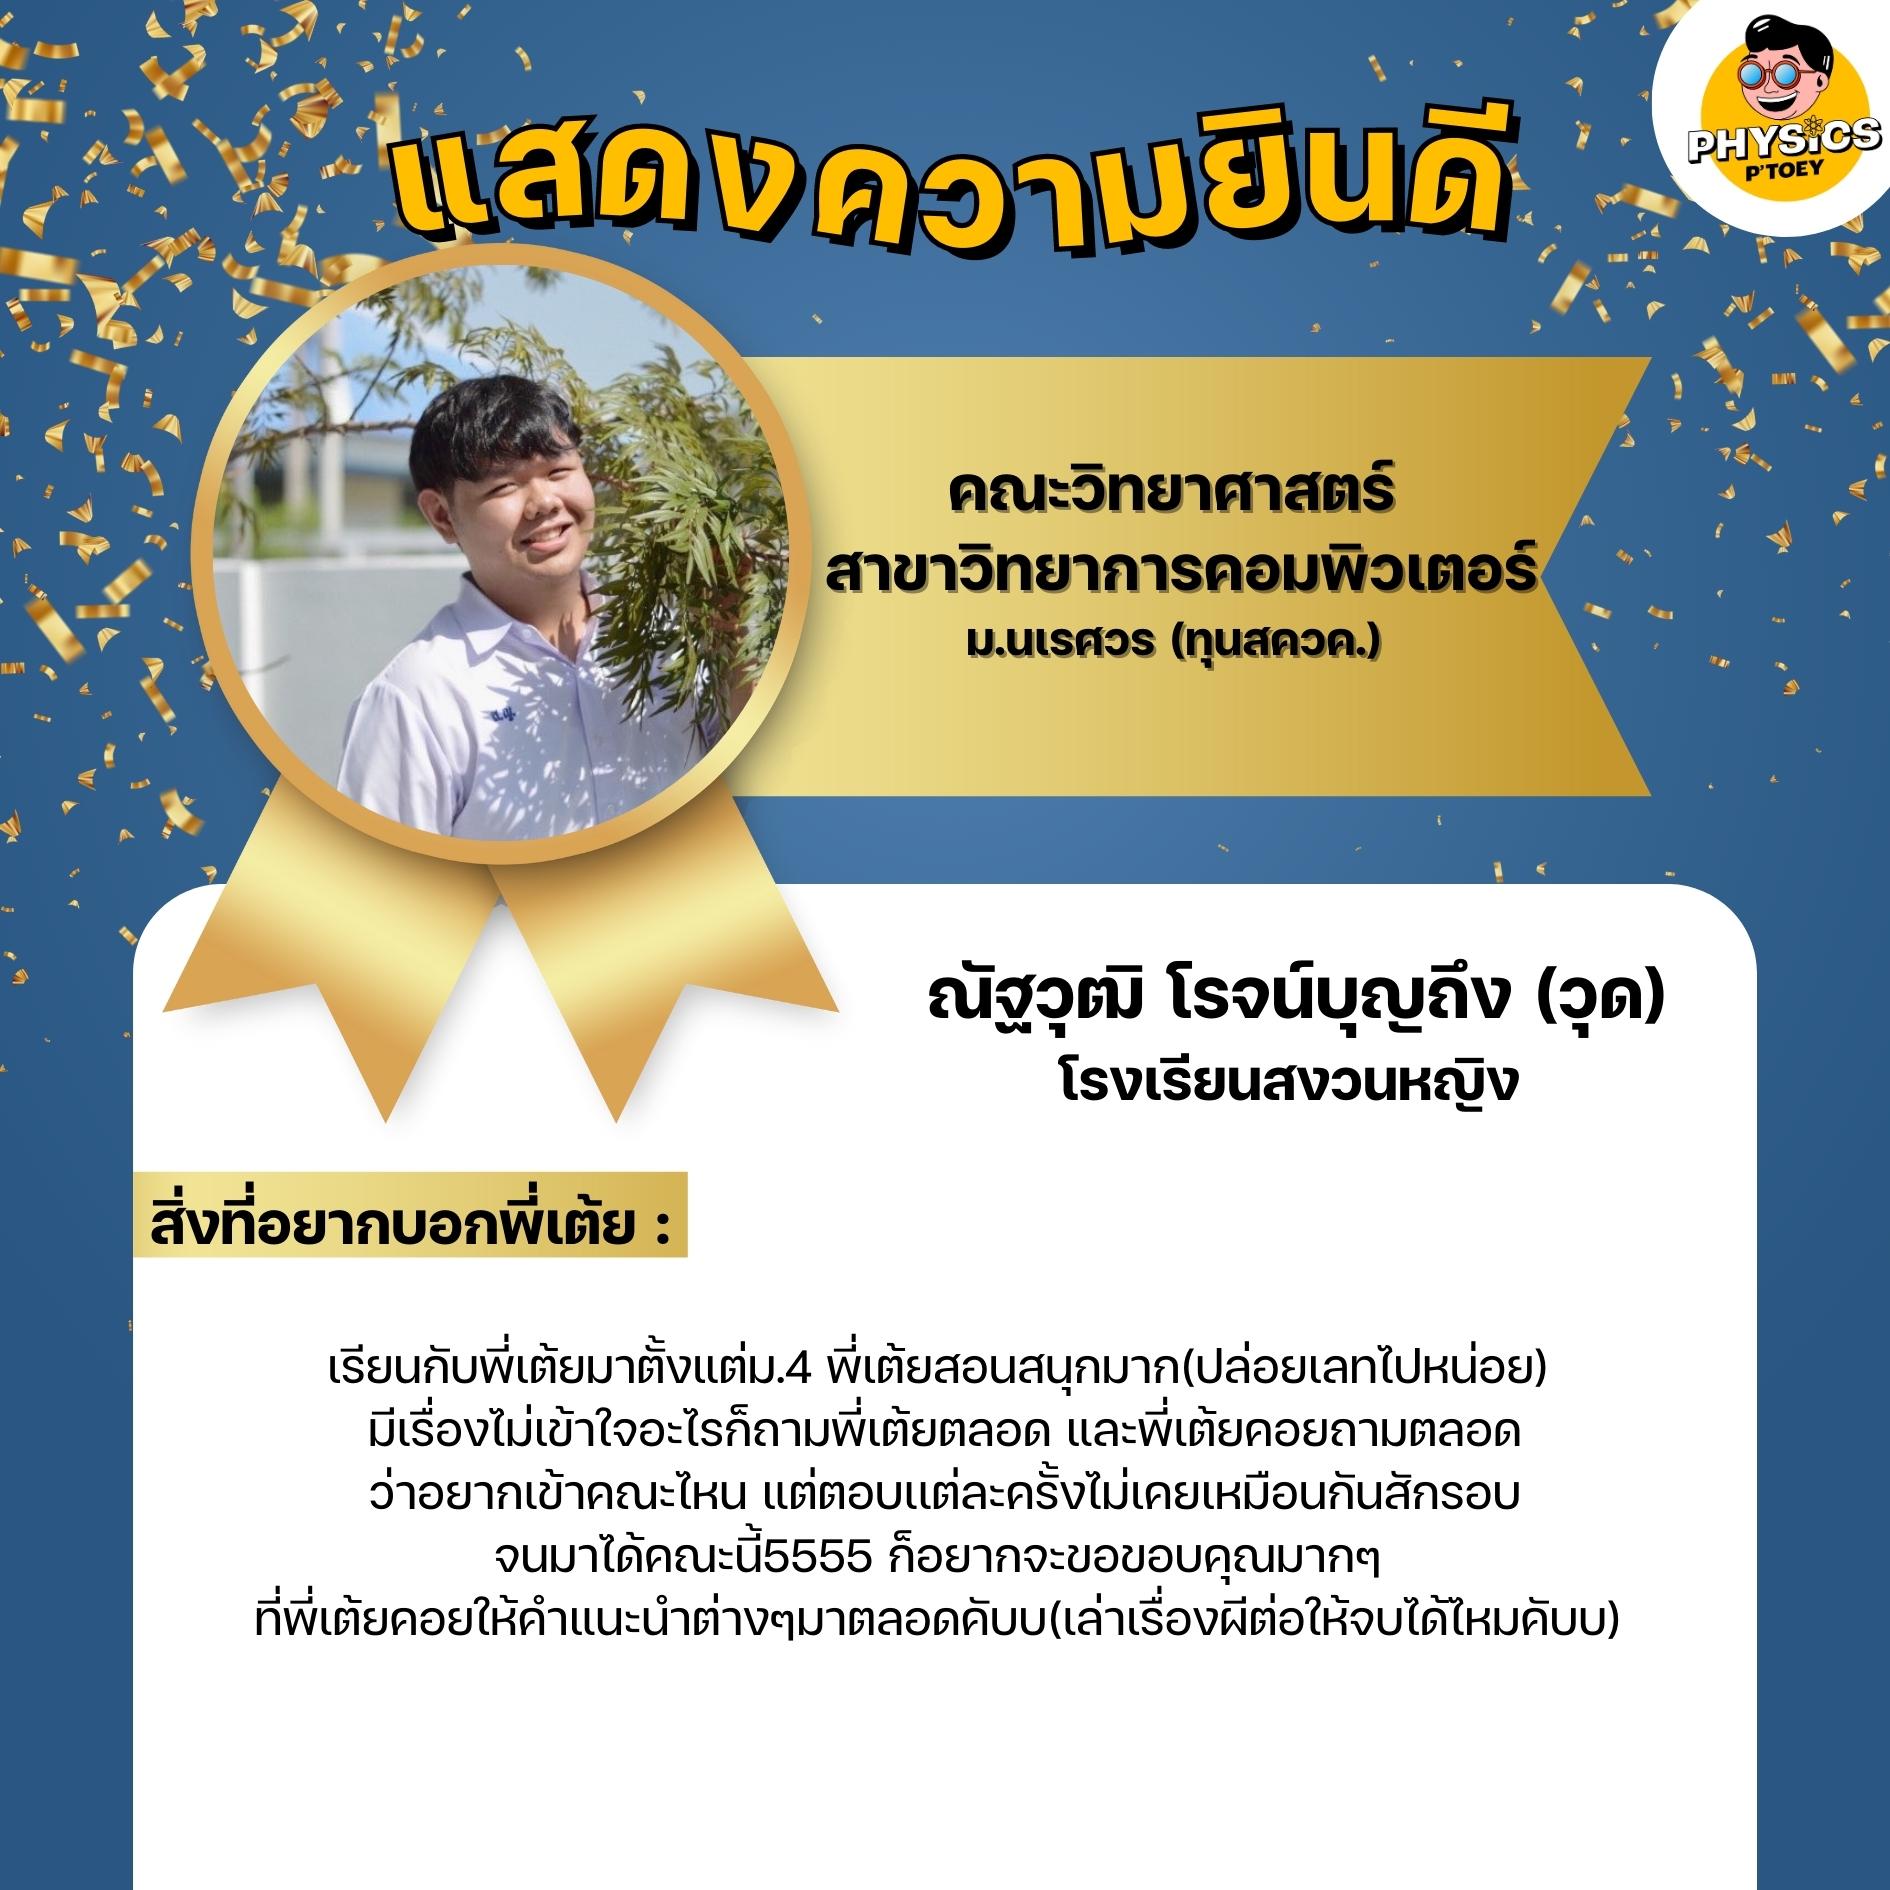 แสดงความยินดี
PHYSICS
P'TOEY
คณะวิทยาศาสตร์
สาขาวิทยาการคอมพิวเตอร์
ม.นเรศวร (ทุนสควค.)
ส.ญ.
ณัฐวุฒิ โรจน์บุญถึง (วุด)
โรงเรียนสงวนหญิง
สิ่งที่อยากบอกพี่เต้ย :
เรียนกับพี่เต้ยมาตั้งแต่ม.4 พี่เต้ยสอนสนุกมาก(ปล่อยเลทไปหน่อย)
มีเรื่องไม่เข้าใจอะไรก็ถามพี่เต้ยตลอด และพี่เต้ยคอยถามตลอด
ว่าอยากเข้าคณะไหน แต่ตอบแต่ละครั้งไม่เคยเหมือนกันสักรอบ
จนมาได้คณะนี้5555 ก็อยากจะขอขอบคุณมากๆ
ที่พี่เต้ยคอยให้คำแนะนำต่างๆมาตลอดคับบ(เล่าเรื่องผีต่อให้จบได้ไหมคับบ)